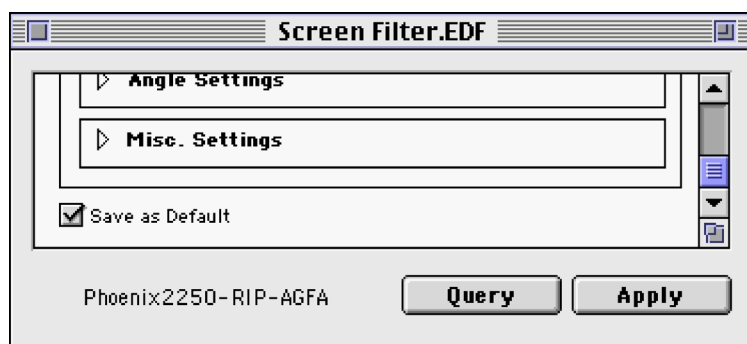 Screen Filter.EDF
Angle Settings
Misc. Settings
Save as Default
Phoenix2250-RIP-AGFA
Query
Apply